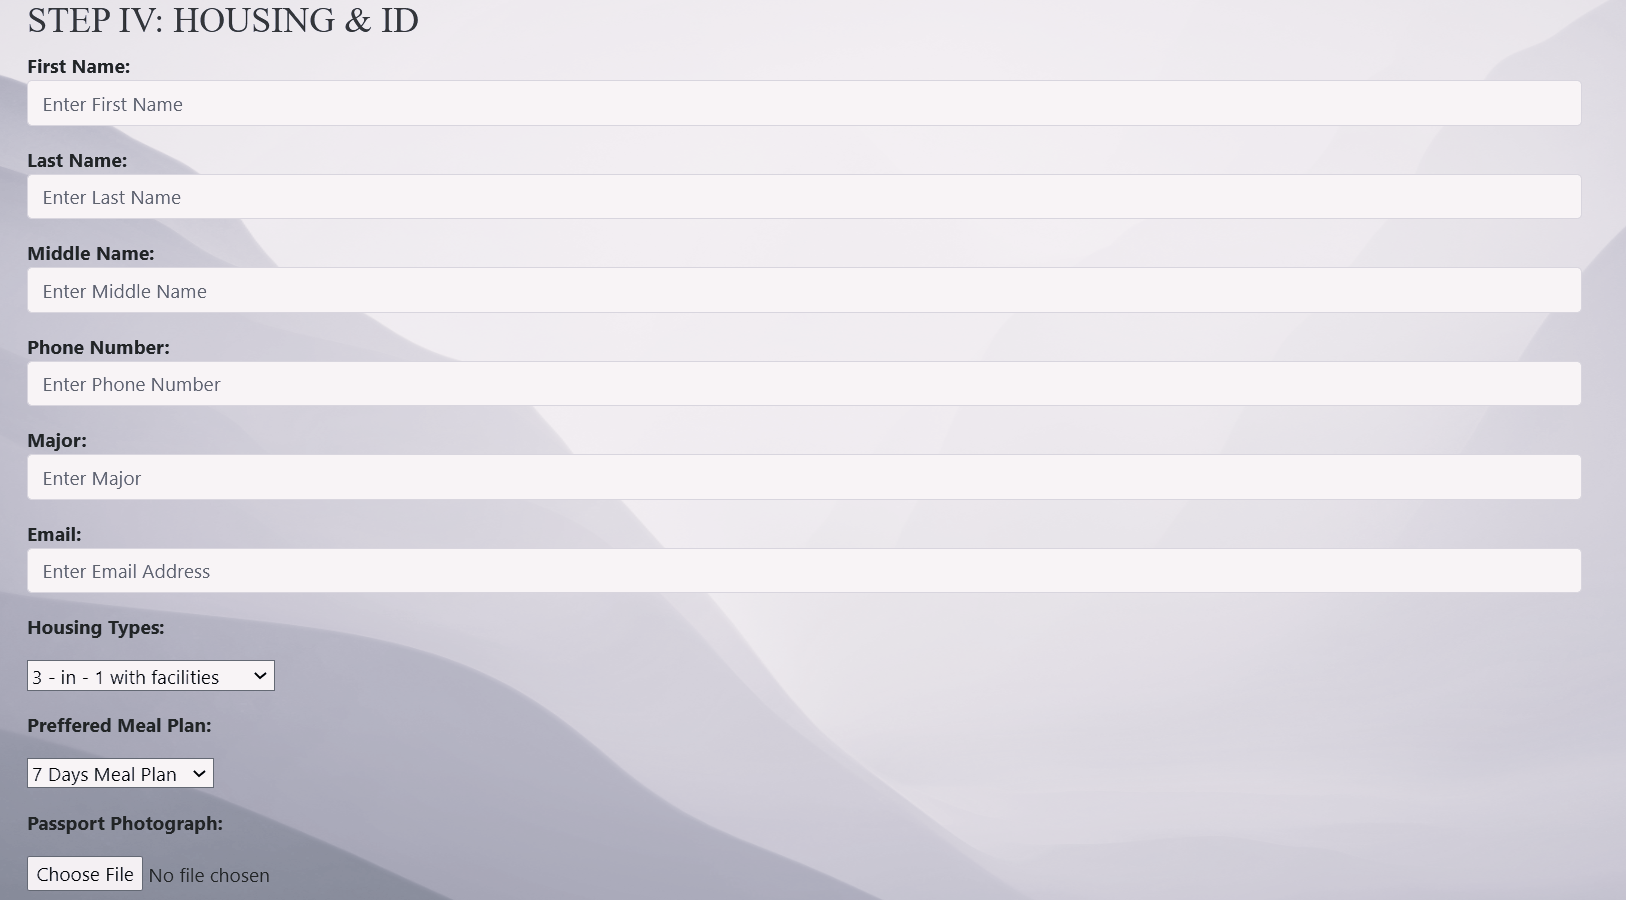 STEP IV: HOUSING & ID
First Name:
Enter First Name
Last Name:
Enter Last Name
Middle Name:
Enter Middle Name
Phone Number:
Enter Phone Number
Major:
Enter Major
Email:
Enter Email Address
Housing Types:
3 - in - 1 with facilities
Preffered Meal Plan:
7 Days Meal Plan
Passport Photograph:
Choose File No file chosen